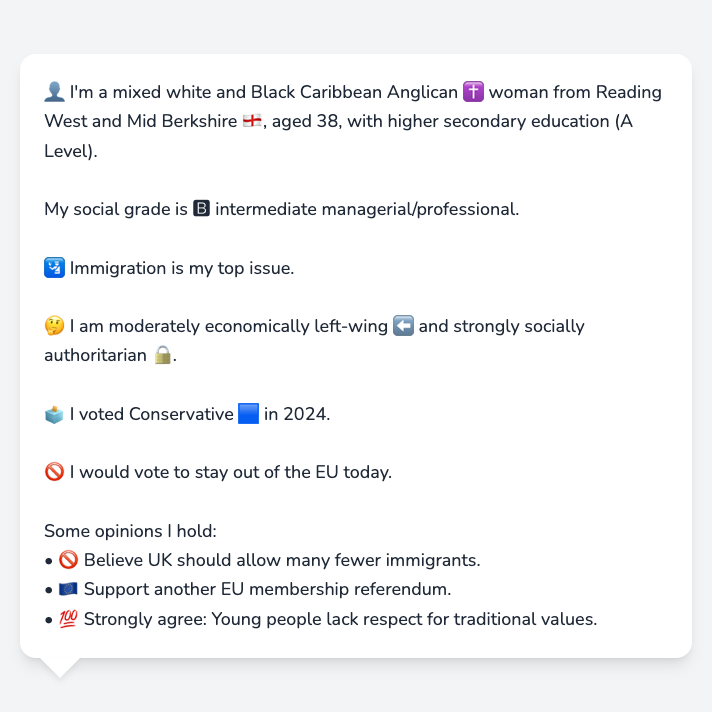 👤 I'm a mixed white and Black Caribbean Anglican ✝️ woman from Reading
West and Mid Berkshire 🏴󠁧󠁢󠁥󠁮󠁧󠁿, aged 38, with higher secondary education (A
Level).
My social grade is 🅱 intermediate managerial/professional.
🛂 Immigration is my top issue.
🤔 I am moderately economically left-wing ⬅️ and strongly socially
authoritarian 🔒.
🗳️ I voted Conservative 🟦 in 2024.
🚫 I would vote to stay out of the EU today.
Some opinions I hold:
• 🚫 Believe UK should allow many fewer immigrants.
• 🇪🇺 Support another EU membership referendum.
• 💯 Strongly agree: Young people lack respect for traditional values.